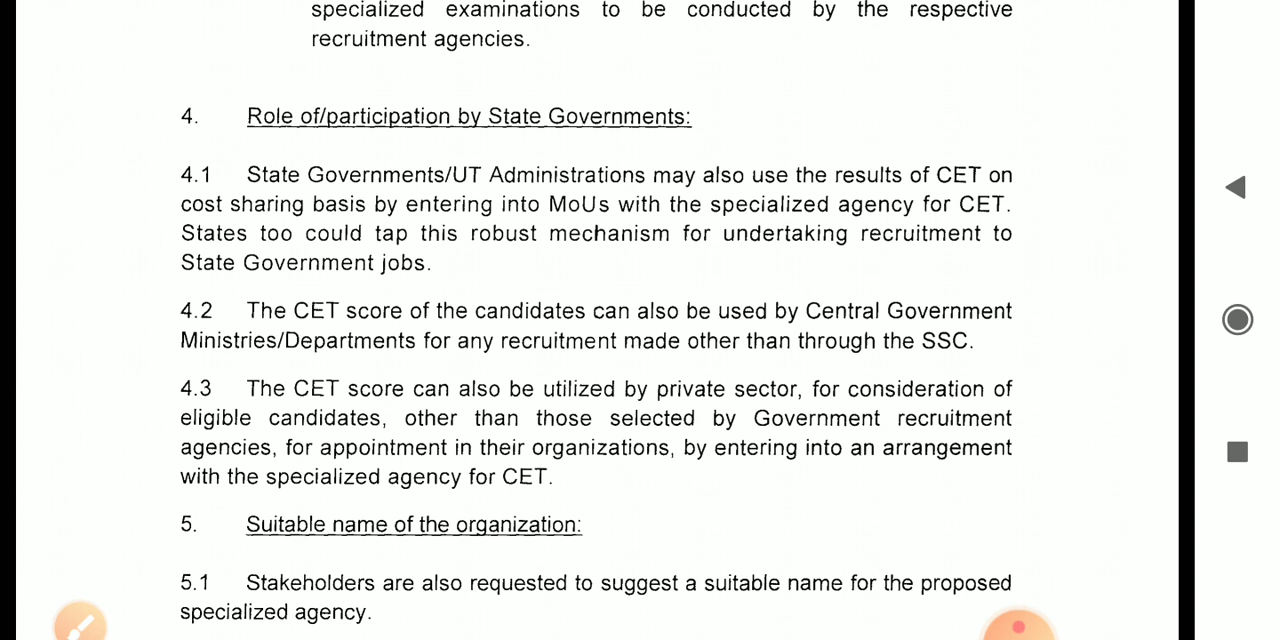 specialized examinations to be conducted by the respective
recruitment agencies.
4. Role of/participation by State Governments:
4.1 State Governments/UT Administrations may also use the results of CET on
cost sharing basis by entering into MoUs with the specialized agency for CET.
States too could tap this robust mechanism for undertaking recruitment to
State Government jobs.
4.2 The CET score of the candidates can also be used by Central Government
Ministries/Departments for any recruitment made other than through the SSC.
4.3 The CET score can also be utilized by private sector, for consideration of
eligible candidates, other than those selected by Government recruitment
agencies, for appointment in their organizations, by entering into an arrangement
with the specialized agency for CET.
5. Suitable name of the organization:
5.1 Stakeholders are also requested to suggest a suitable name for the proposed
specialized agency.